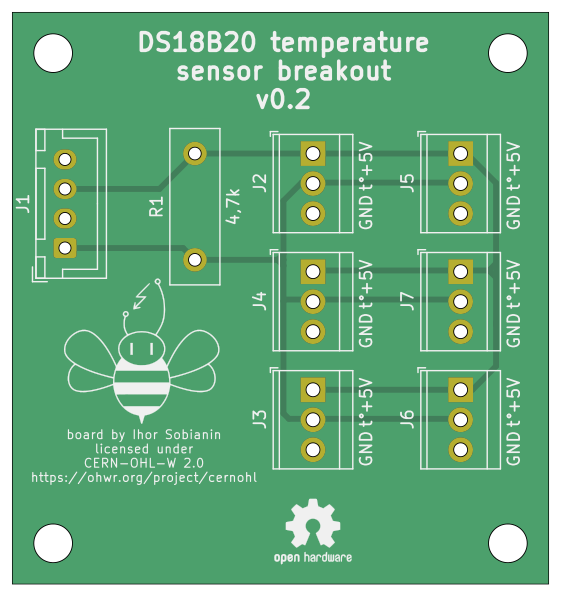 DS18B20 temperature
sensor breakout
v0.2
J1
R1
4,7k
J2
GND t° +5V
J5
GND t° +5V
J4
GND t° +5V
J7
GND t° +5V
J3
GND t° +5V
J6
GND t° +5V
board by Ihor Sobianin
licensed under
CERN-OHL-W 2.0
https://ohwr.org/project/cernohl
open hardware